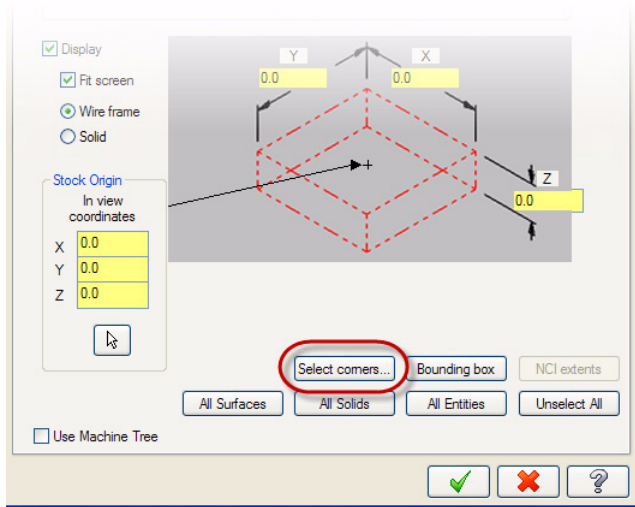 Display
Y
X
Fit screen
0.0
0.0
Wire frame
Solid
Stock Origin
In view
coordinates
Z
0.0
X 0.0
Y 0.0
Z 0.0
Select corners...
Bounding box
NCI extents
All Surfaces
All Solids
All Entities
Unselect All
Use Machine Tree
?